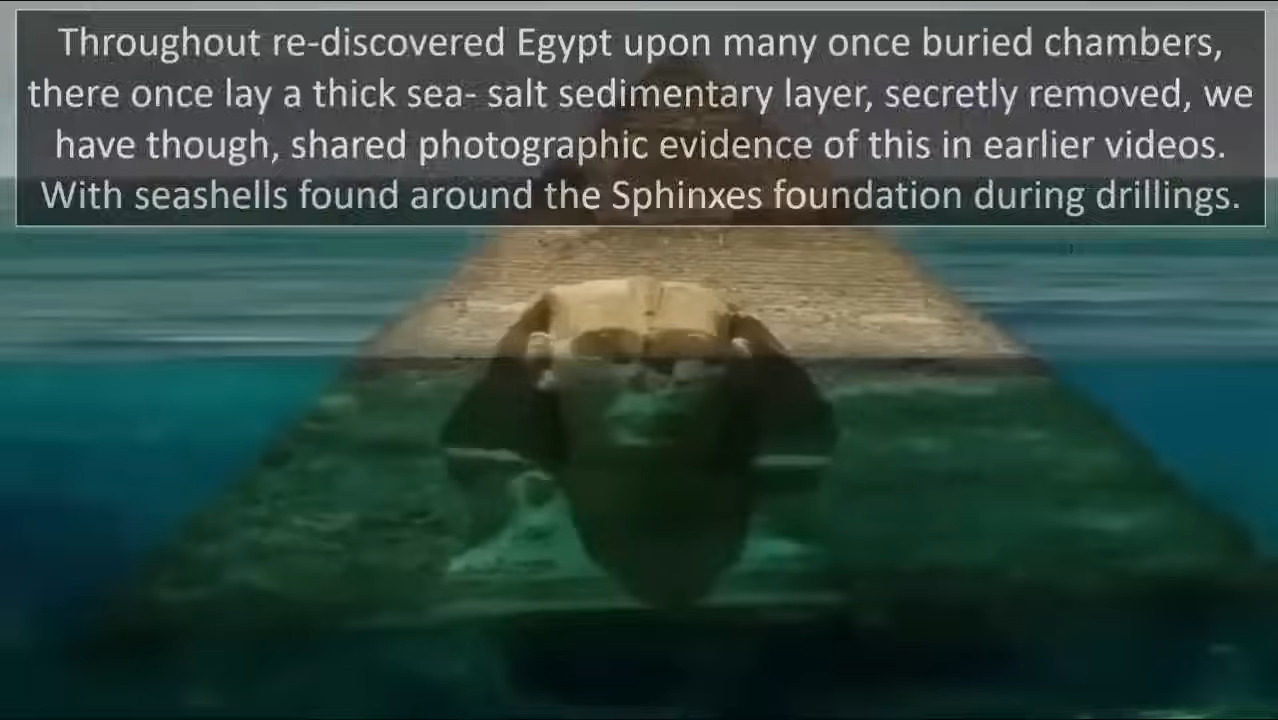 Throughout re-discovered Egypt upon many once buried chambers,
there once lay a thick sea- salt sedimentary layer, secretly removed, we
have though, shared photographic evidence of this in earlier videos.
With seashells found around the Sphinxes foundation during drillings.